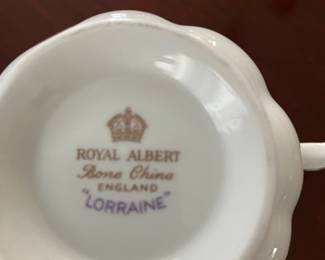 ROYAL ALBERT
Bone China
ENGLAND
"LORRAINE"